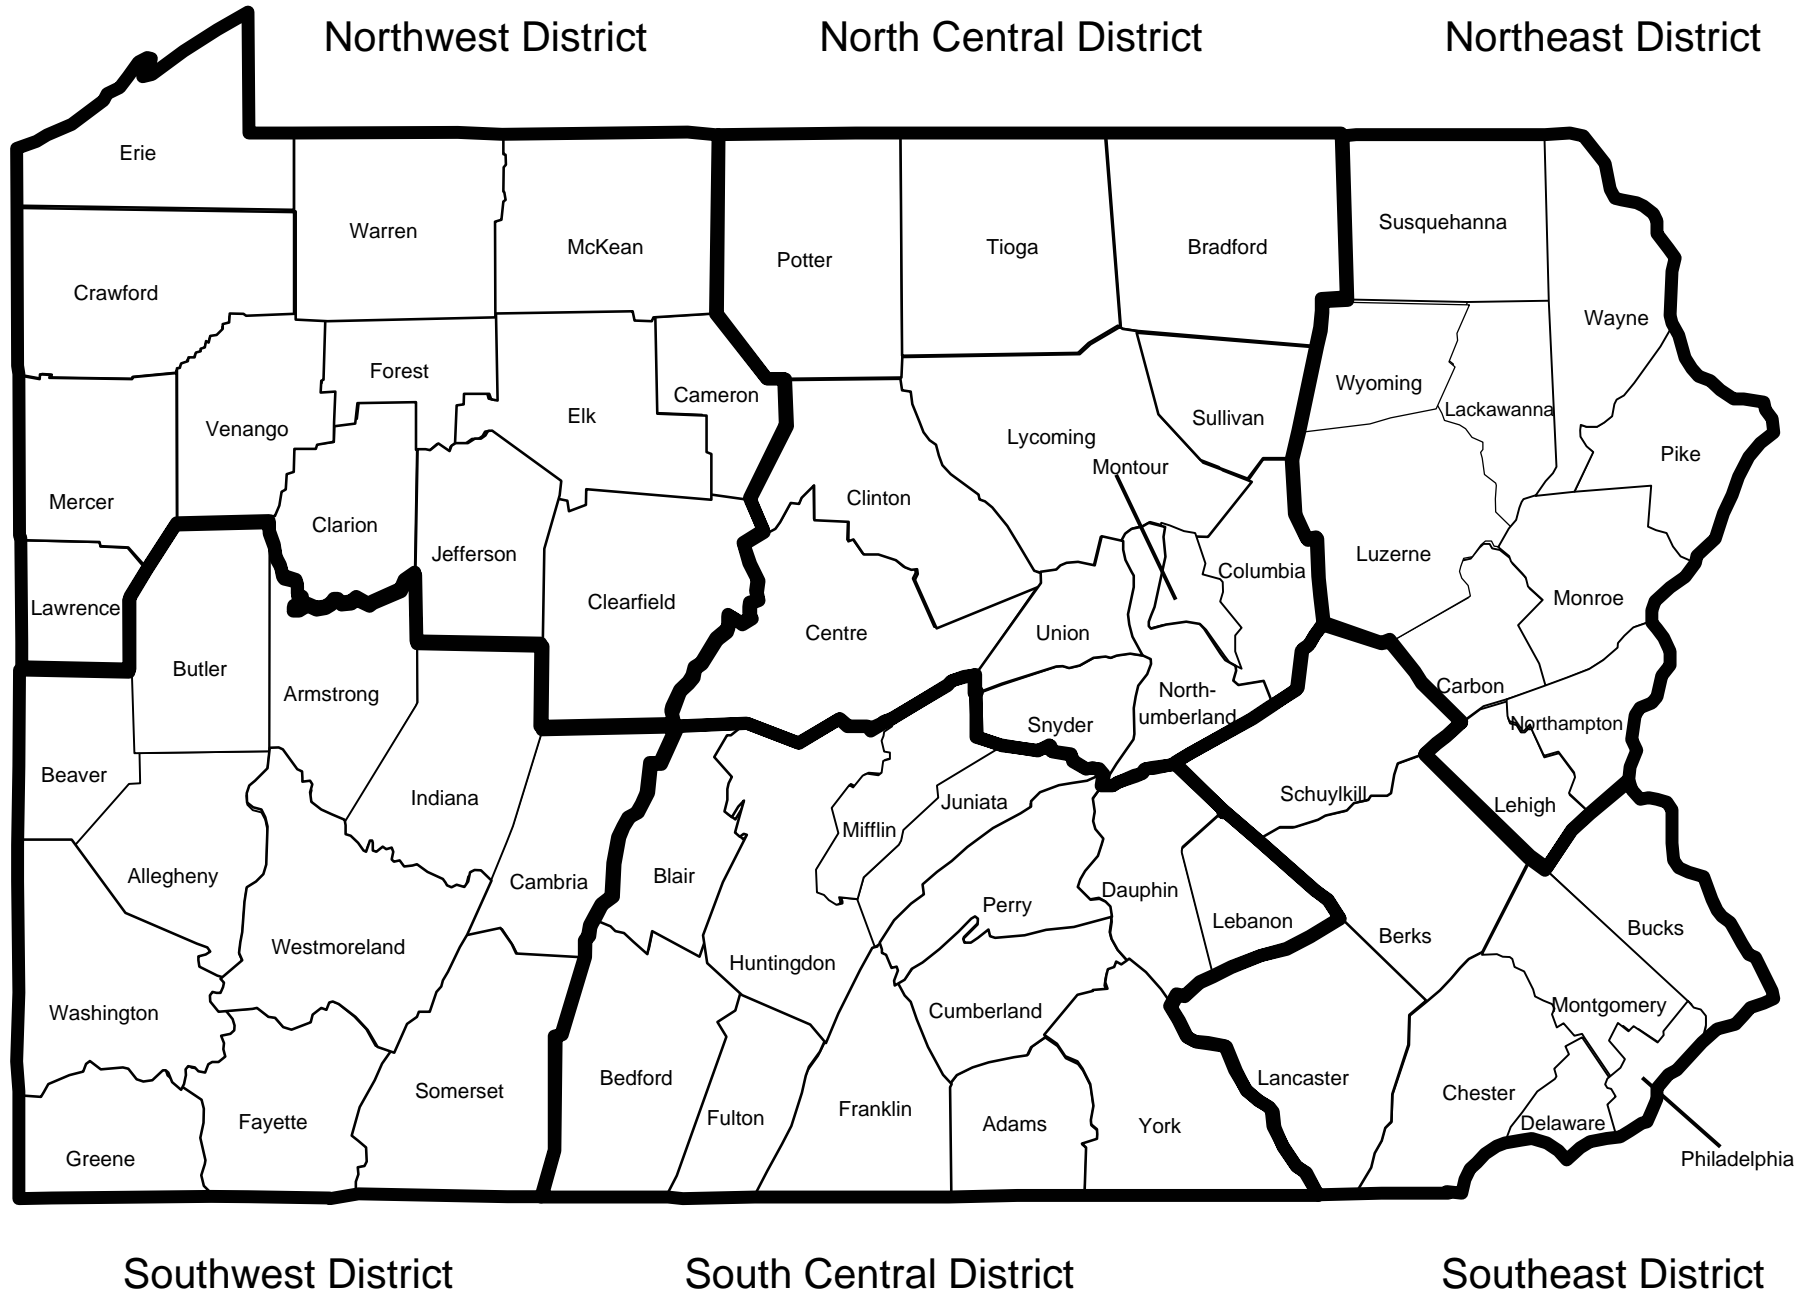 Northwest District
North Central District
Northeast District
Erie
Warren
McKean
Potter
Tioga
Bradford
Susquehanna
Crawford
Wayne
Forest
Cameron
Wyoming
Lackawanna
Venango
Elk
Sullivan
Lycoming
Montour
Pike
Mercer
Clinton
Clarion
Jefferson
Luzerne
Columbia
Lawrence
Clearfield
Centre
Union
Monroe
Butler
Armstrong
North-
umberland
Carbon
Snyder
Northampton
Beaver
Indiana
Juniata
Schuylkill
Lehigh
Mifflin
Allegheny
Cambria
Blair
Dauphin
Perry
Lebanon
Berks
Bucks
Westmoreland
Huntingdon
Washington
Cumberland
Montgomery
Bedford
Lancaster
Somerset
Chester
Fulton
Franklin
Fayette
Adams
York
Delaware
Greene
Philadelphia
Southwest District
South Central District
Southeast District